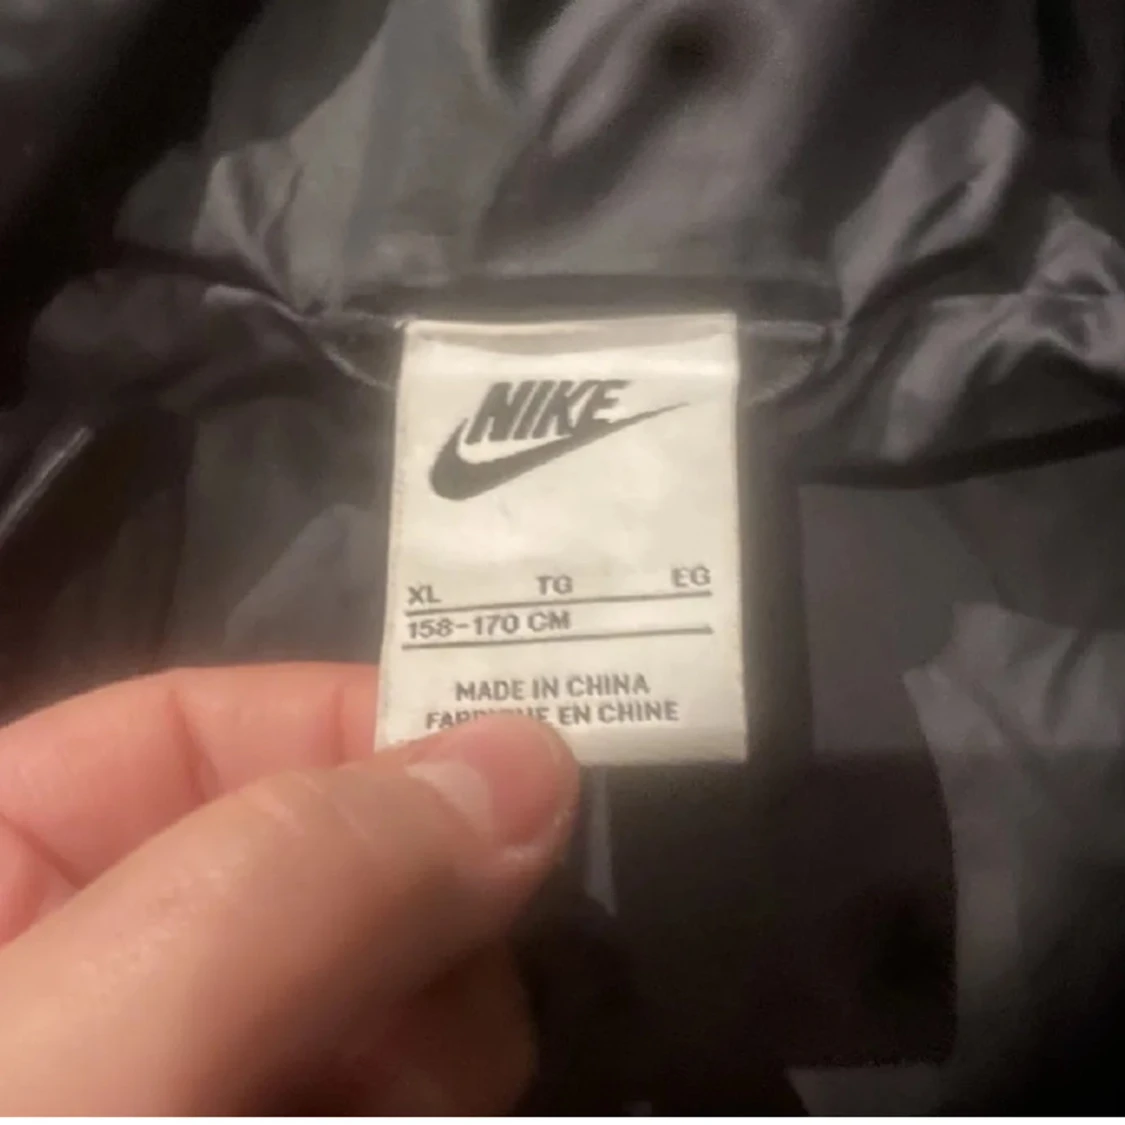 NIKE
XL TG EG
158-170 CM
MADE IN CHINA
EN CHINE